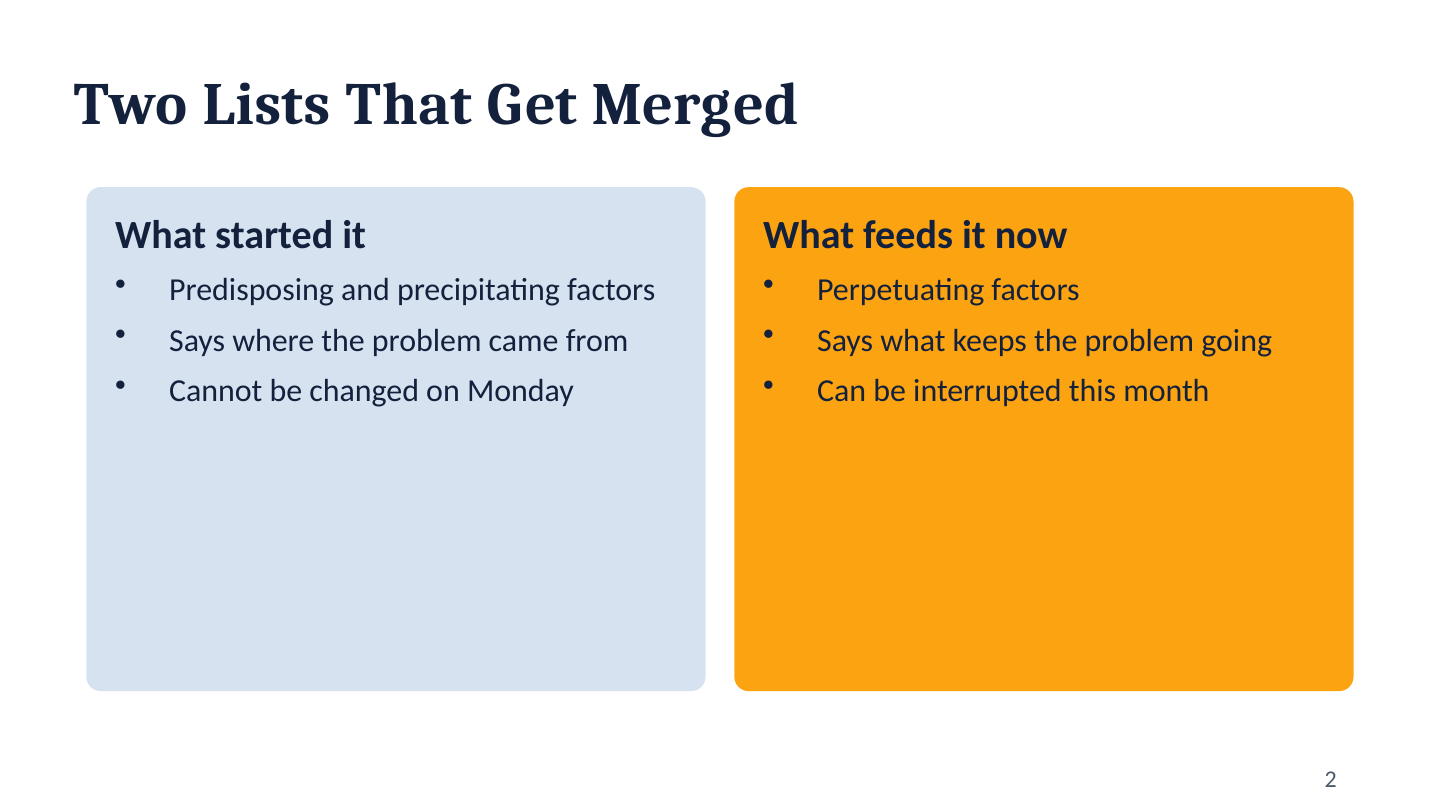 Two Lists That Get Merged
What started it
• Predisposing and precipitating factors
• Says where the problem came from
• Cannot be changed on Monday
What feeds it now
• Perpetuating factors
• Says what keeps the problem going
• Can be interrupted this month
2